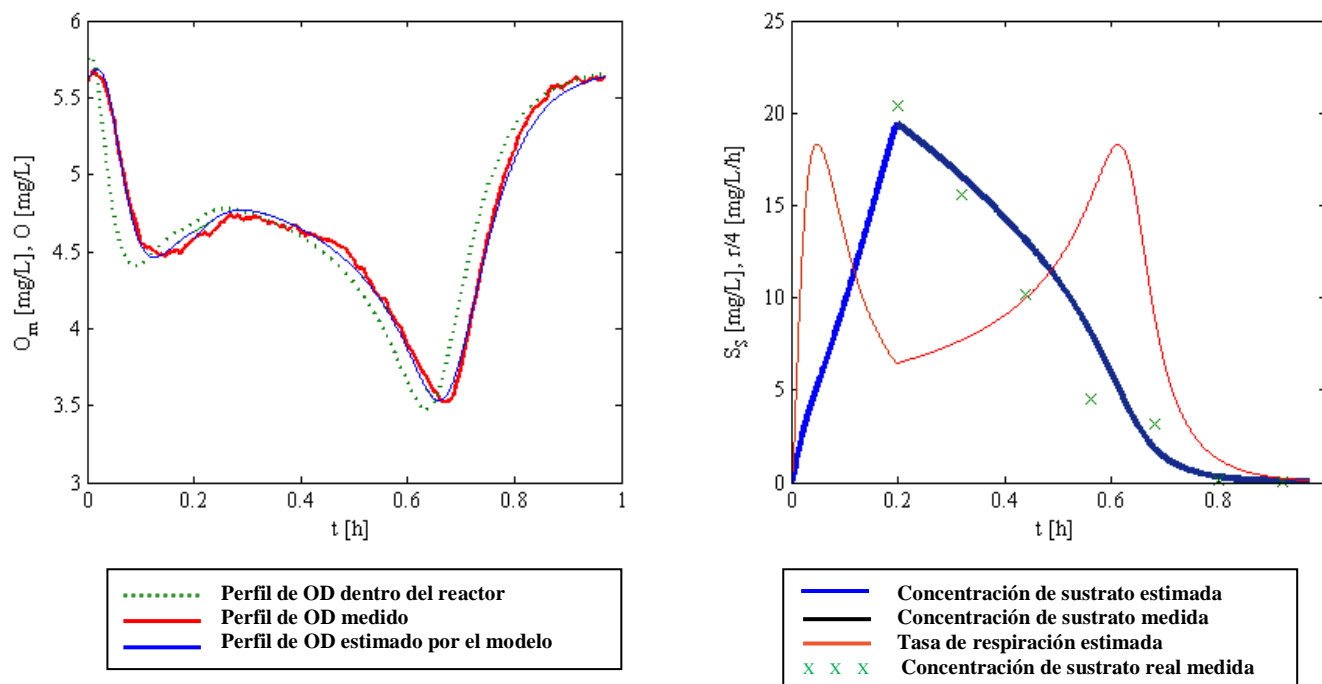 5.5
5
4.5
4
3.5
3
0
0.2
0.4
0.6
0.8
1
O_m [mg/L], O [mg/L]
t [h]
Perfil de OD dentro del reactor
Perfil de OD medido
Perfil de OD estimado por el modelo
25
20
15
10
5
0
0
0.2
0.4
0.6
0.8
S_S [mg/L], r/4 [mg/L/h]
t [h]
Concentración de sustrato estimada
Concentración de sustrato medida
Tasa de respiración estimada
x x x Concentración de sustrato real medida